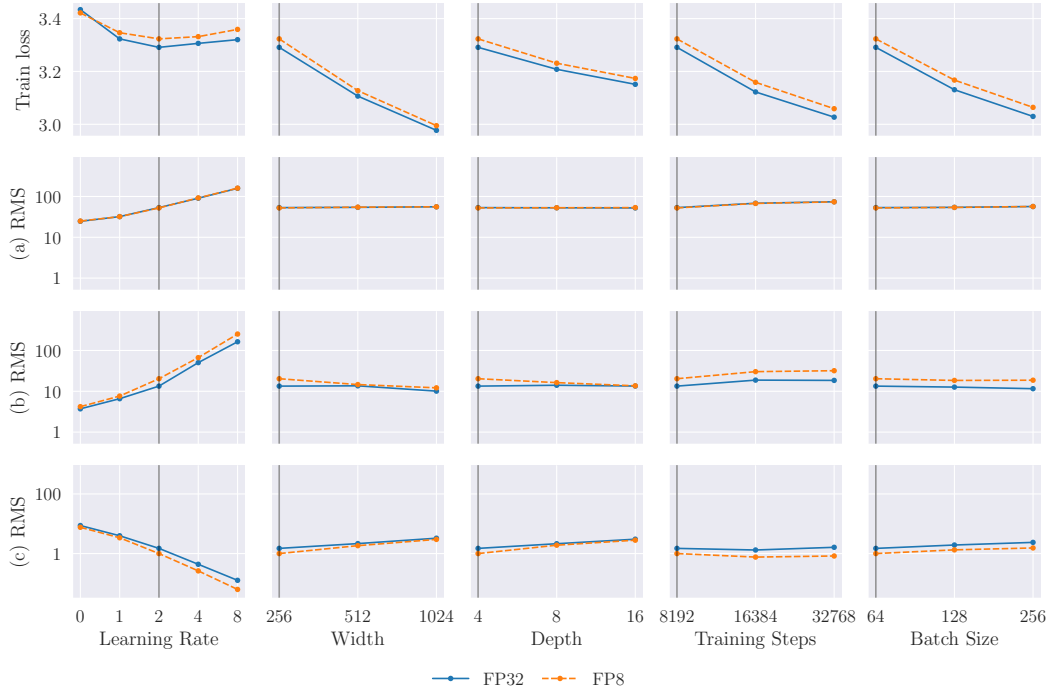 3.4
3.2
3.0
Train loss
100
10
1
(a) RMS
100
10
1
(b) RMS
100
1
(c) RMS
0 1 2 4 8
256 512 1024
4 8 16
8192 16384 32768
64 128 256
Learning Rate
Width
Depth
Training Steps
Batch Size
FP32 FP8